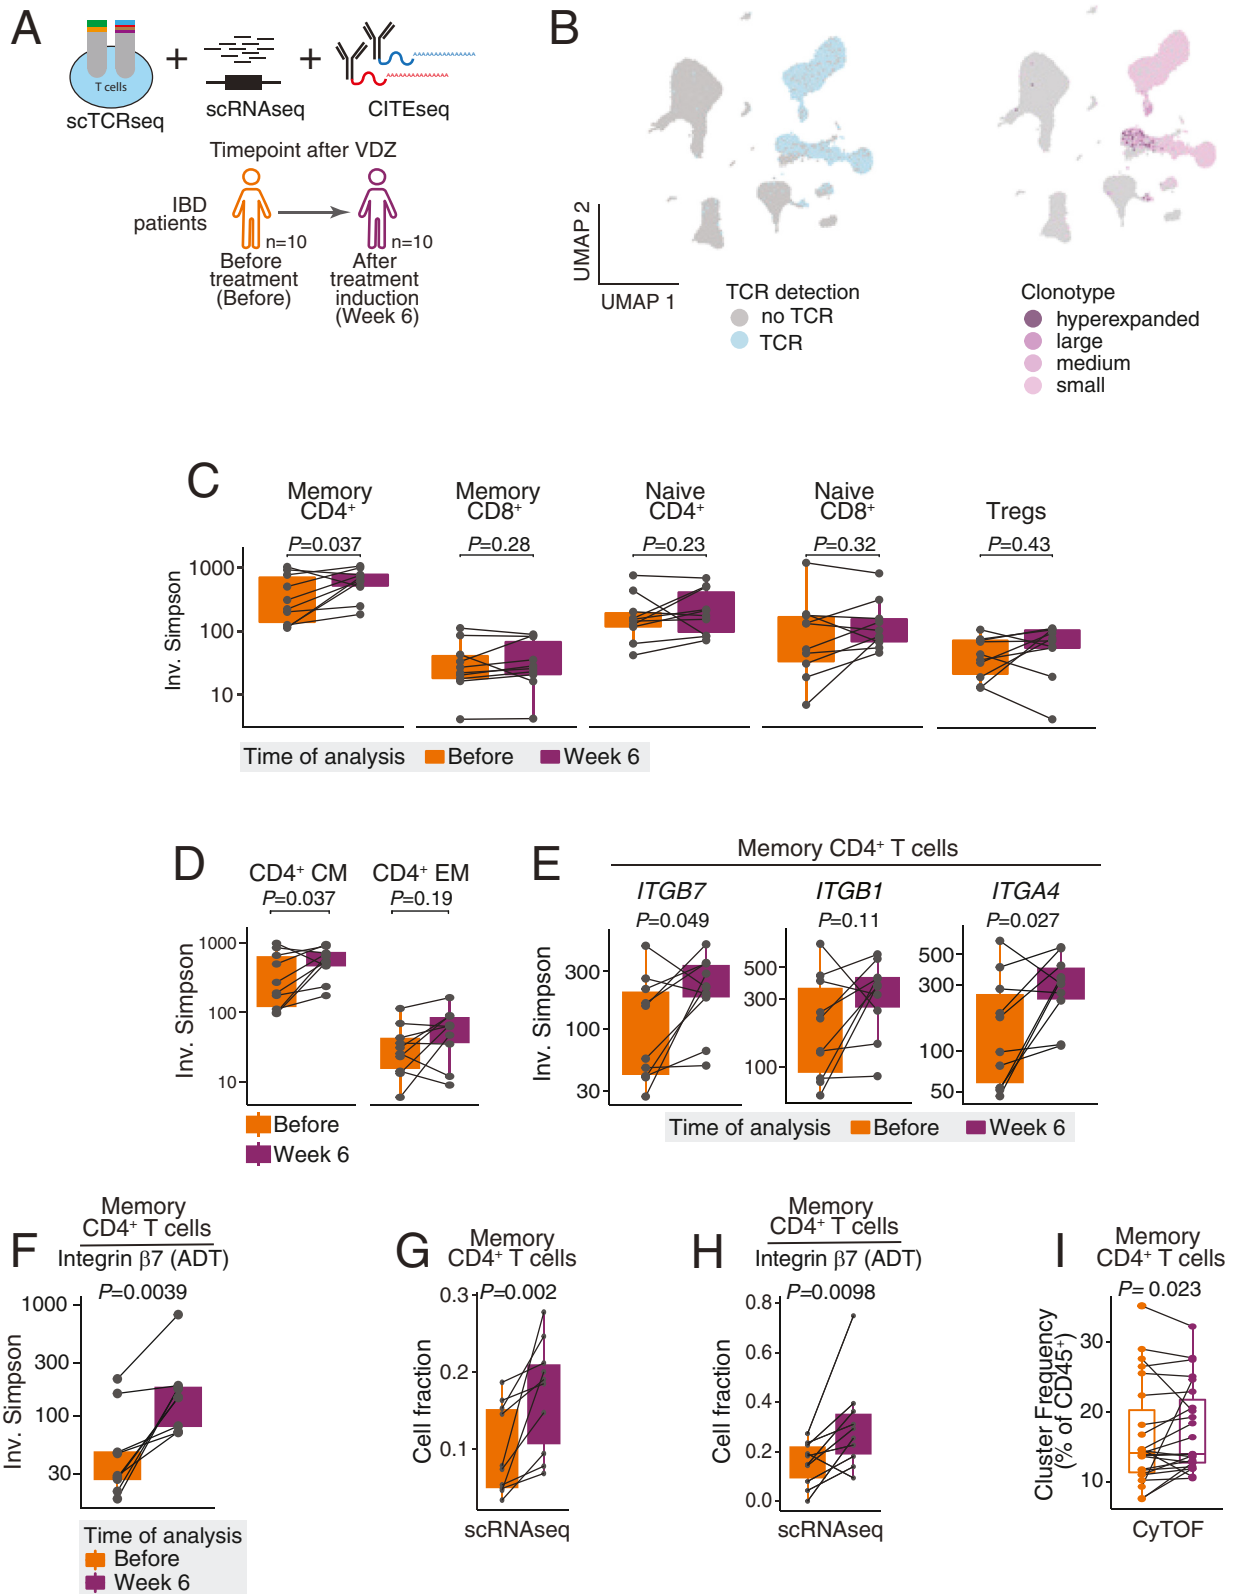 A
T cells
scTCRseq
+
scRNAseq
+
AAAAAAAAAAAAAAA
AAAAAAAAAAAAAAA
CITEseq
Timepoint after VDZ
IBD
patients
n=10
n=10
Before
treatment
(Before)
After
treatment
induction
(Week 6)
B
UMAP 2
UMAP 1
TCR detection
no TCR
TCR
Clonotype
hyperexpanded
large
medium
small
C
Memory
CD4⁺
P=0.037
Memory
CD8⁺
P=0.28
Naive
CD4⁺
P=0.23
Naive
CD8⁺
P=0.32
Tregs
P=0.43
Inv. Simpson
1000
100
10
Time of analysis Before Week 6
D
CD4⁺ CM
P=0.037
CD4⁺ EM
P=0.19
Inv. Simpson
1000
100
10
Before
Week 6
E
Memory CD4⁺ T cells
ITGB7
P=0.049
ITGB1
P=0.11
ITGA4
P=0.027
Inv. Simpson
300
100
30
500
300
100
500
300
100
50
Time of analysis Before Week 6
F
Memory
CD4⁺ T cells
Integrin β7 (ADT)
P=0.0039
Inv. Simpson
1000
300
100
30
Time of analysis
Before
Week 6
G
Memory
CD4⁺ T cells
P=0.002
Cell fraction
0.3
0.2
0.1
scRNAseq
H
Memory
CD4⁺ T cells
Integrin β7 (ADT)
P=0.0098
Cell fraction
0.8
0.6
0.4
0.2
0.0
scRNAseq
I
Memory
CD4⁺ T cells
P= 0.023
Cluster Frequency
(% of CD45⁺)
30
20
10
CyTOF